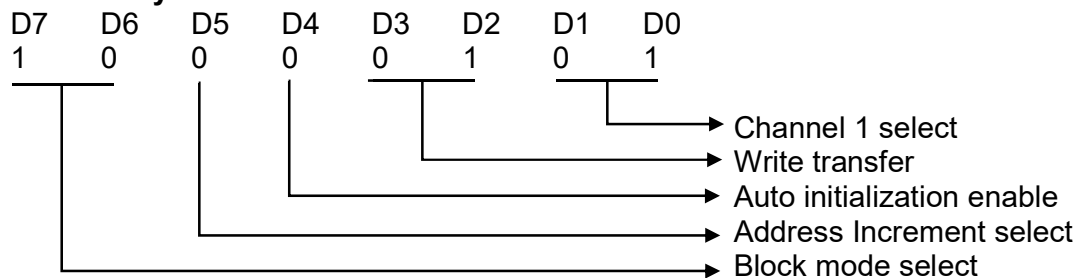 D7 D6 D5 D4 D3 D2 D1 D0
1 0 0 0 0 1 0 1
Channel 1 select
Write transfer
Auto initialization enable
Address Increment select
Block mode select